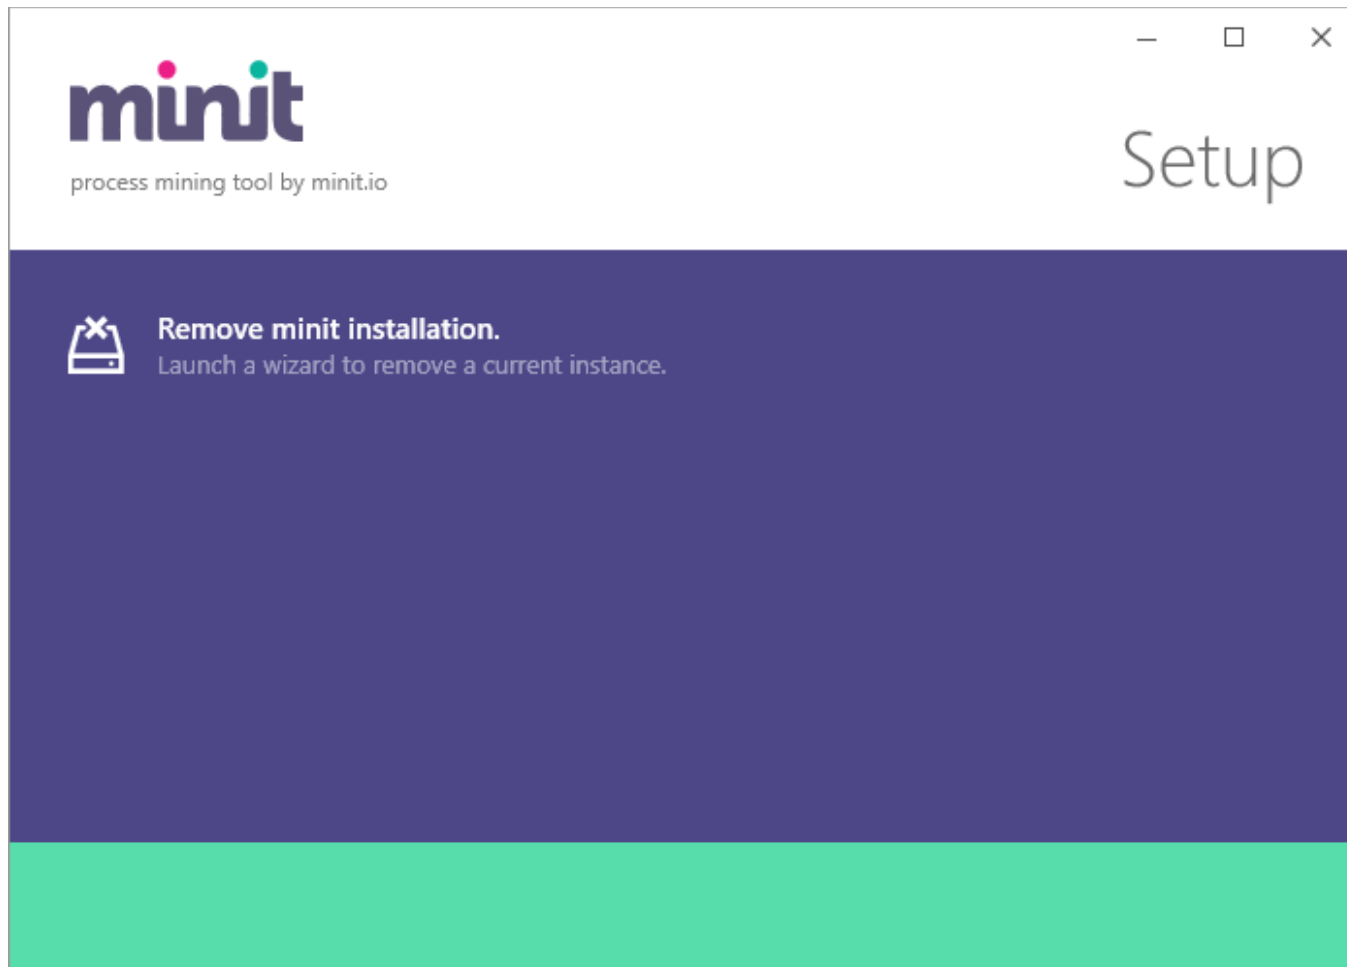 minit
process mining tool by minit.io
Setup
Remove minit installation.
Launch a wizard to remove a current instance.